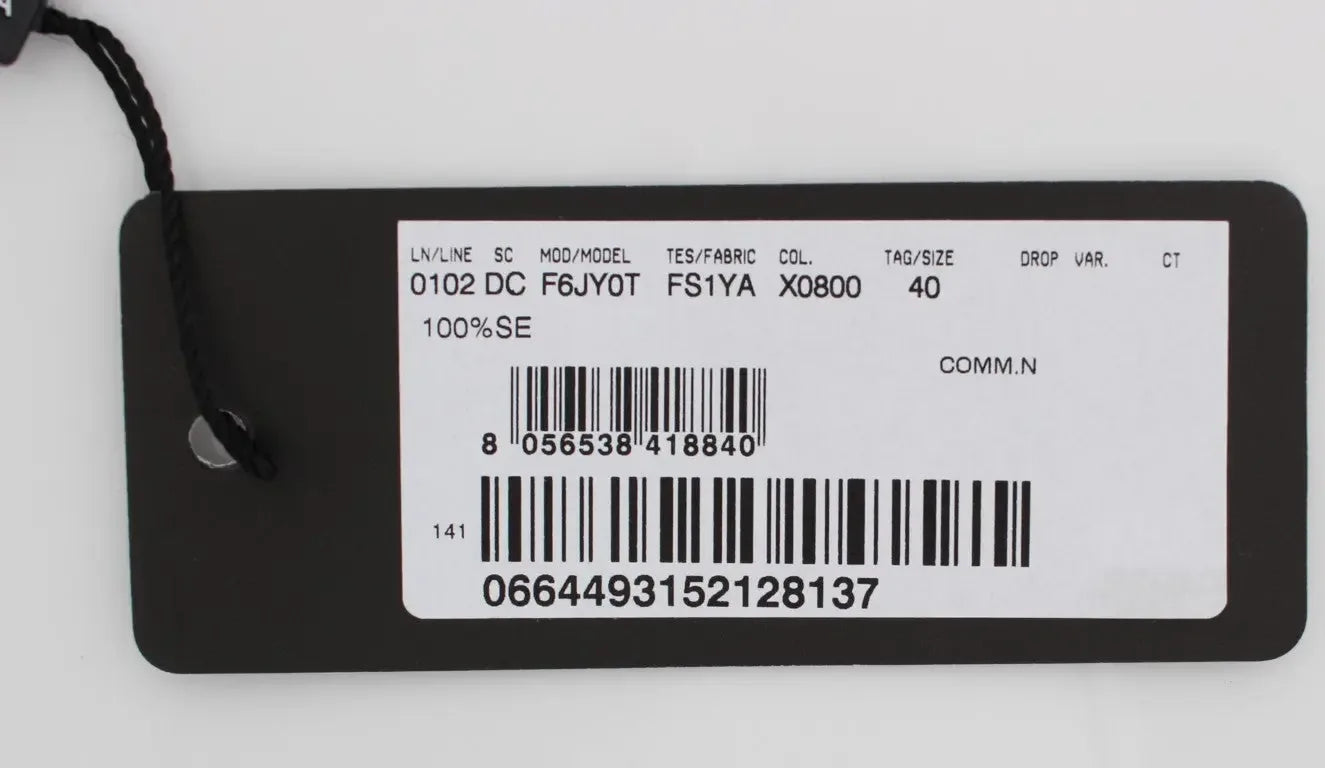 LN/LINE SC MOD/MODEL TES/FABRIC COL. TAG/SIZE DROP VAR. CT
0102 DC F6JY0T FS1YA X0800 40
100%SE
COMM.N
8 056538 418840
141
0664493152128137